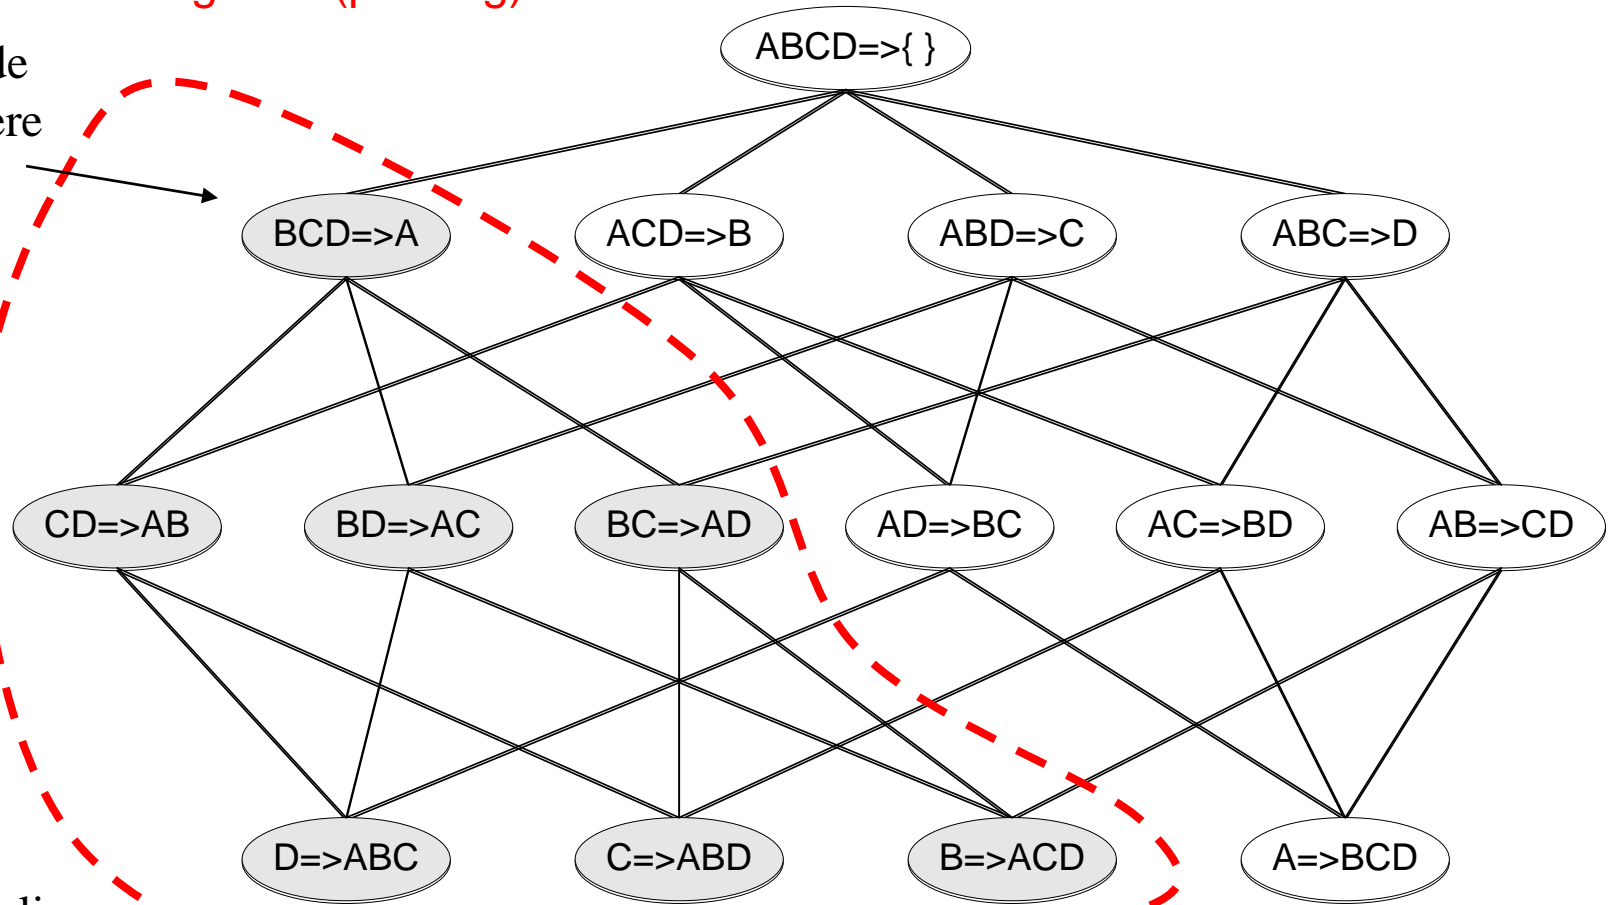 ABCD=>{ }
BCD=>A ACD=>B ABD=>C ABC=>D
CD=>AB BD=>AC BC=>AD AD=>BC AC=>BD AB=>CD
D=>ABC C=>ABD B=>ACD A=>BCD